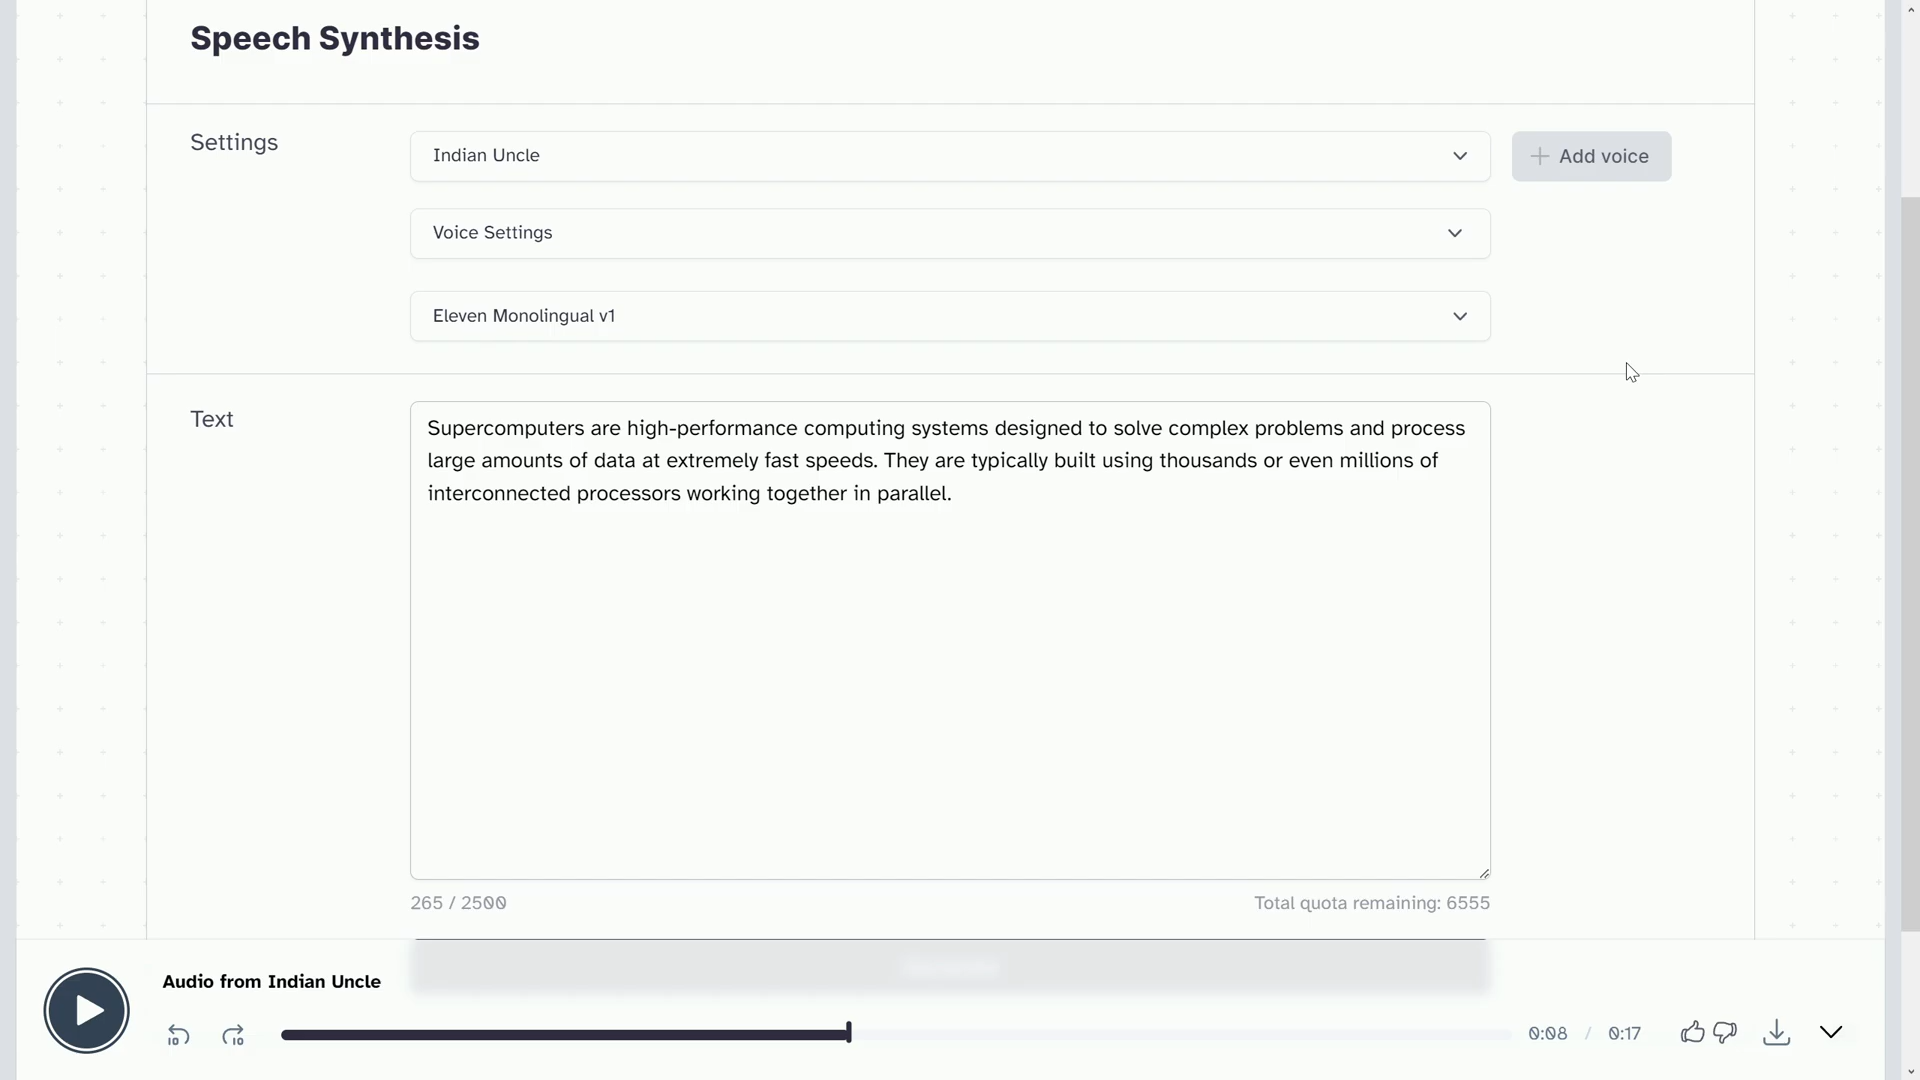 Speech Synthesis
Settings
Indian Uncle
Add voice
Voice Settings
Eleven Monolingual v1
Text
Supercomputers are high-performance computing systems designed to solve complex problems and process
large amounts of data at extremely fast speeds. They are typically built using thousands or even millions of
interconnected processors working together in parallel.
265 / 2500
Total quota remaining: 6555
Audio from Indian Uncle
10
10
0:08 / 0:17